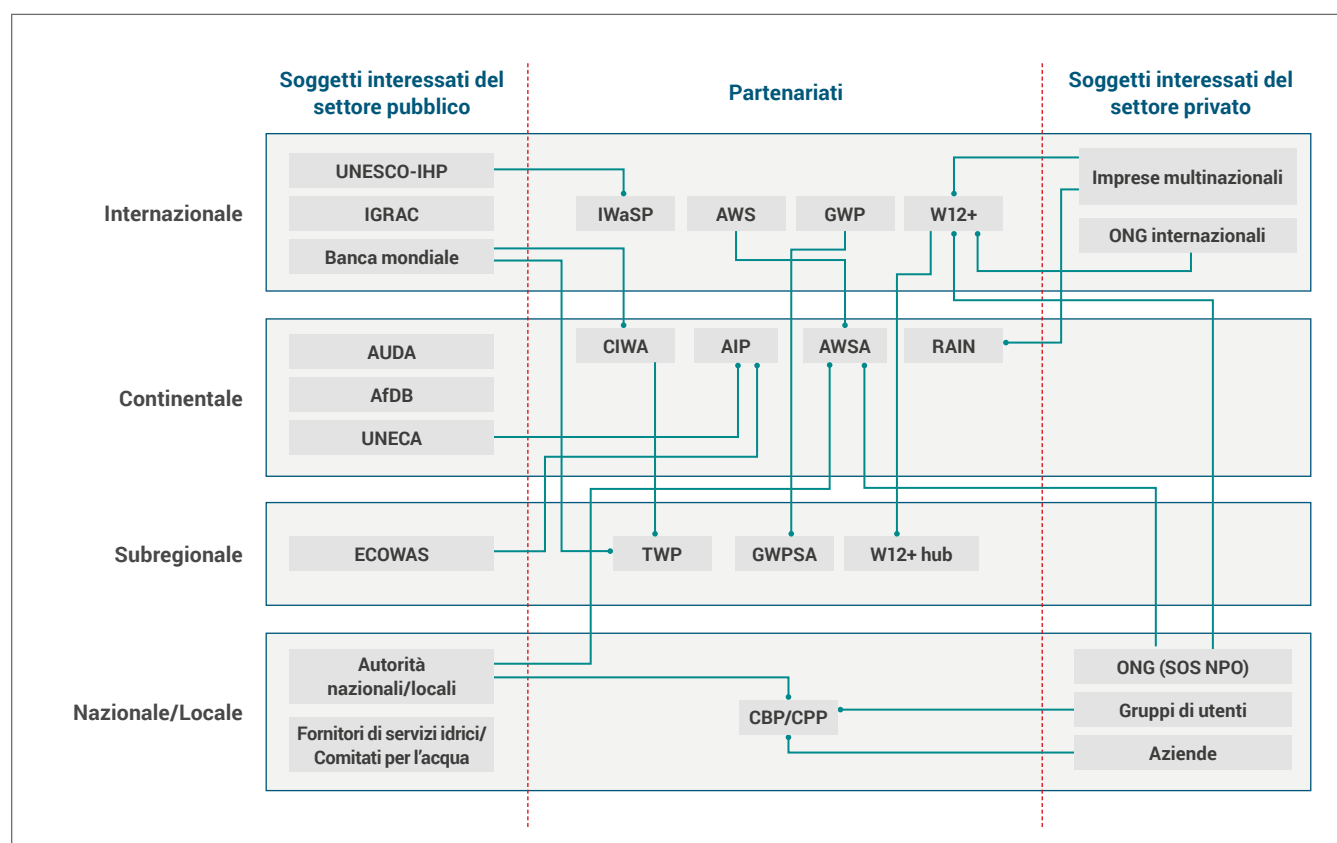 Soggetti interessati del
settore pubblico
Partenariati
Soggetti interessati del
settore privato
Internazionale
UNESCO-IHP
IGRAC
Banca mondiale
IWaSP
AWS
GWP
W12+
Imprese multinazionali
ONG internazionali
Continentale
AUDA
AfDB
UNECA
CIWA
AIP
AWSA
RAIN
Subregionale
ECOWAS
TWP
GWPSA
W12+ hub
Nazionale/Locale
Autorità
nazionali/locali
Fornitori di servizi idrici/
Comitati per l’acqua
CBP/CPP
ONG (SOS NPO)
Gruppi di utenti
Aziende